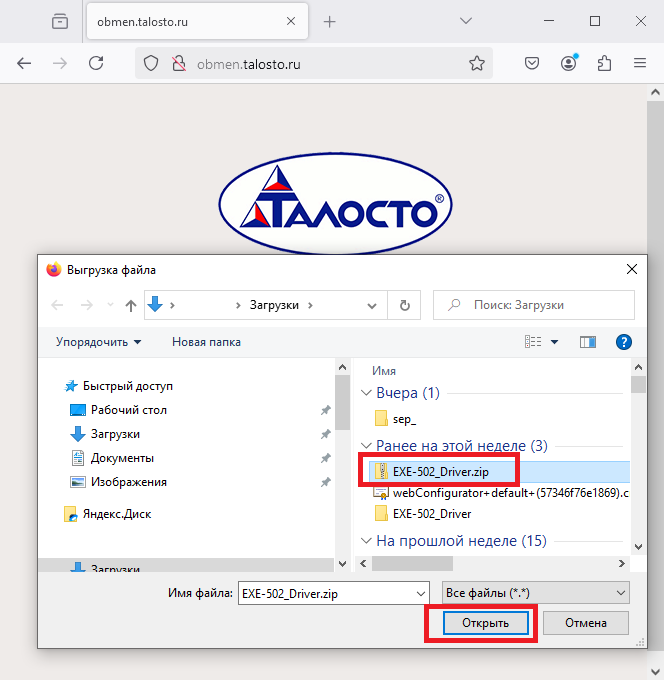 obmen.talosto.ru
obmen.talosto.ru
ТАЛОСТО®
Выгрузка файла
Загрузки
Поиск: Загрузки
Упорядочить
Новая папка
Имя
Быстрый доступ
Рабочий стол
Загрузки
Документы
Изображения
Яндекс.Диск
Загрузки
Вчера (1)
sep_
Ранее на этой неделе (3)
EXE-502_Driver.zip
webConfigurator+default+(57346f76e1869).c
EXE-502_Driver
На прошлой неделе (15)
Имя файла: EXE-502_Driver.zip
Все файлы (*.*)
Открыть
Отмена